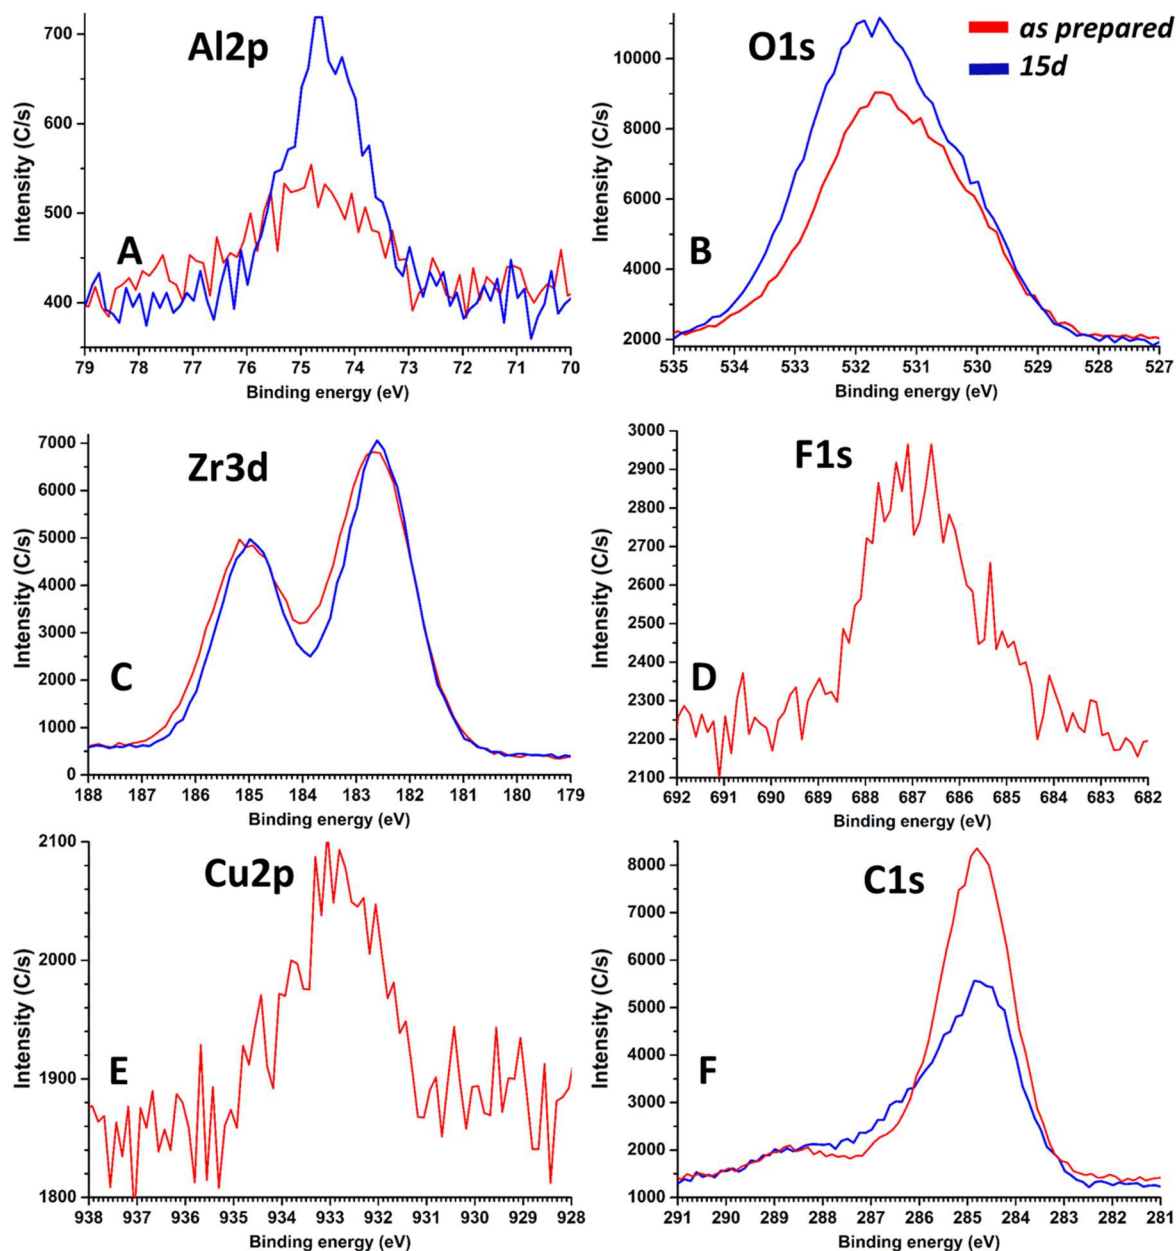 Al2p
A
Intensity (C/s)
700
600
500
400
79 78 77 76 75 74 73 72 71 70
Binding energy (eV)
O1s
as prepared
15d
B
Intensity (C/s)
10000
8000
6000
4000
2000
535 534 533 532 531 530 529 528 527
Binding energy (eV)
Zr3d
C
Intensity (C/s)
7000
6000
5000
4000
3000
2000
1000
0
188 187 186 185 184 183 182 181 180 179
Binding energy (eV)
F1s
D
Intensity (C/s)
3000
2900
2800
2700
2600
2500
2400
2300
2200
2100
692 691 690 689 688 687 686 685 684 683 682
Binding energy (eV)
Cu2p
E
Intensity (C/s)
2100
2000
1900
1800
938 937 936 935 934 933 932 931 930 929 928
Binding energy (eV)
C1s
F
Intensity (C/s)
8000
7000
6000
5000
4000
3000
2000
1000
291 290 289 288 287 286 285 284 283 282 281
Binding energy (eV)